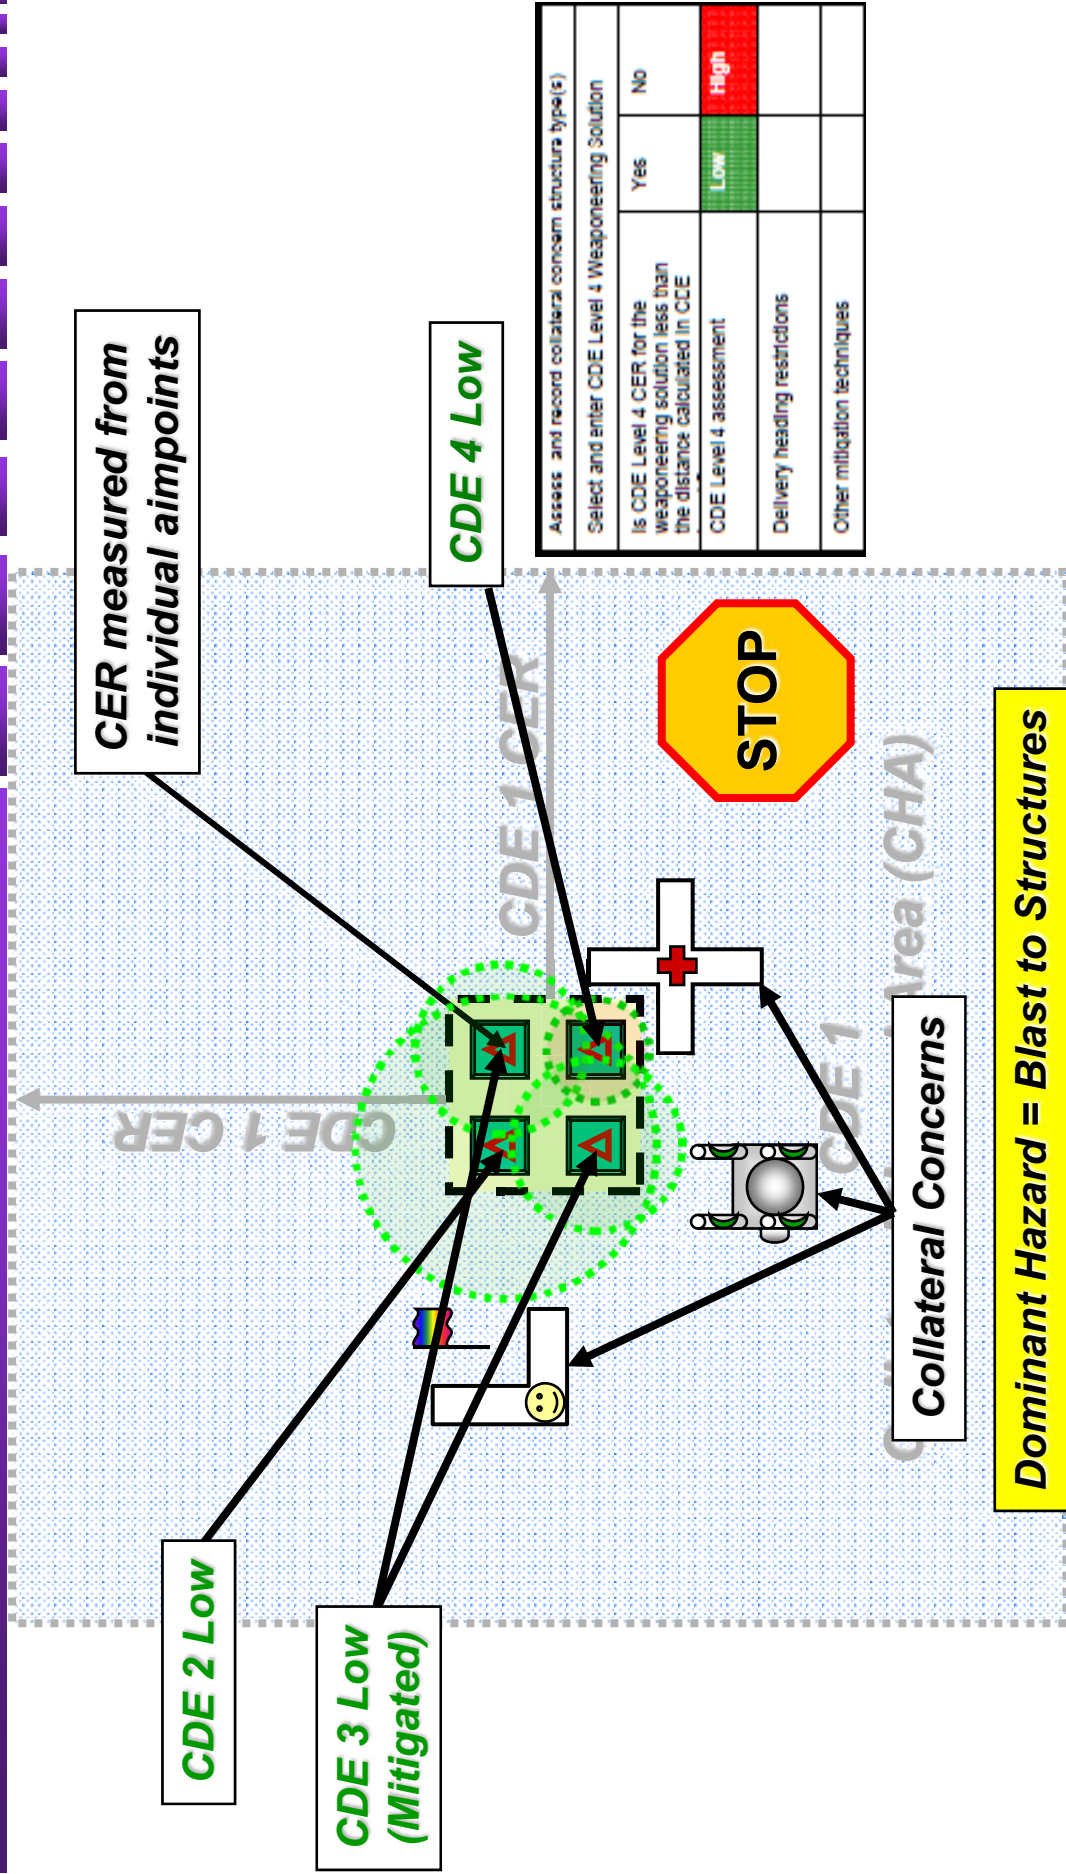 CER measured from
individual aimpoints
CDE 4 Low
CDE 2 Low
CDE 3 Low
(Mitigated)
CDE 1 CER
CDE 1 CER
STOP
CDE 1
Area (CHA)
Collateral Concerns
Dominant Hazard = Blast to Structures
Assess and record collateral concern structure type(s)
Select and enter CDE Level 4 Weaponeering Solution
Is CDE Level 4 CER for the
weaponeering solution less than
the distance calculated in CDE
Yes
No
CDE Level 4 assessment
Low
High
Delivery heading restrictions
Other mitigation techniques